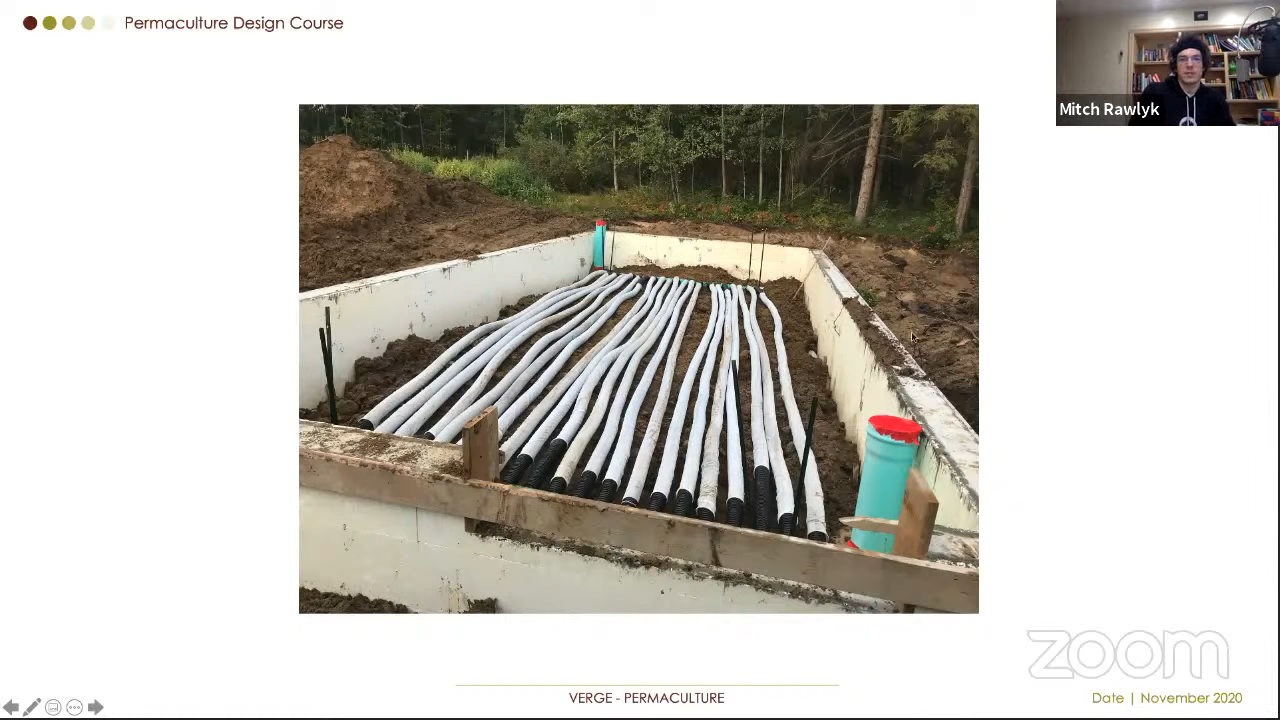 Permaculture Design Course
Mitch Rawlyk
zoom
VERGE - PERMACULTURE
Date | November 2020